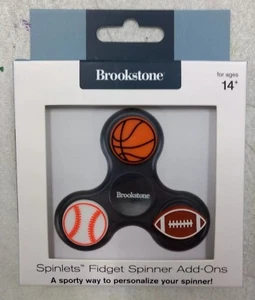 Brookstone
for ages
14+
Brookstone
Spinlets™ Fidget Spinner Add-Ons
A sporty way to personalize your spinner!